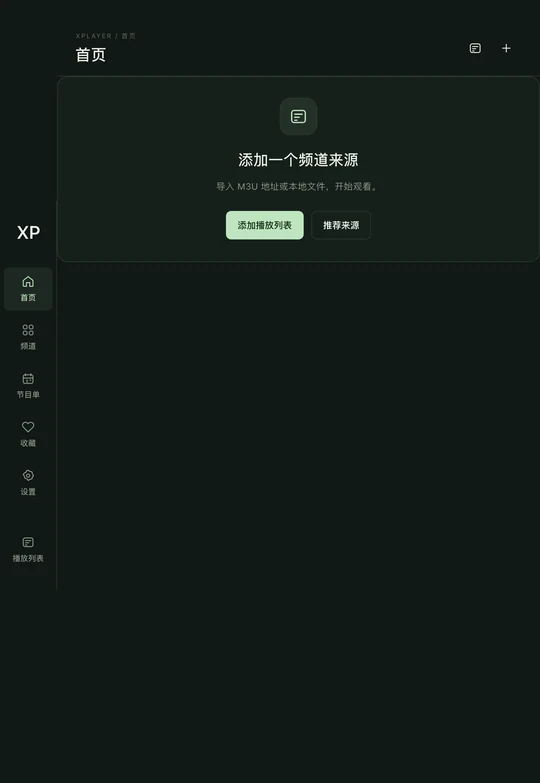 XPLAYER / 首页
首页
添加一个频道来源
导入 M3U 地址或本地文件，开始观看。
添加播放列表
推荐来源
XP
首页
频道
节目单
收藏
设置
播放列表